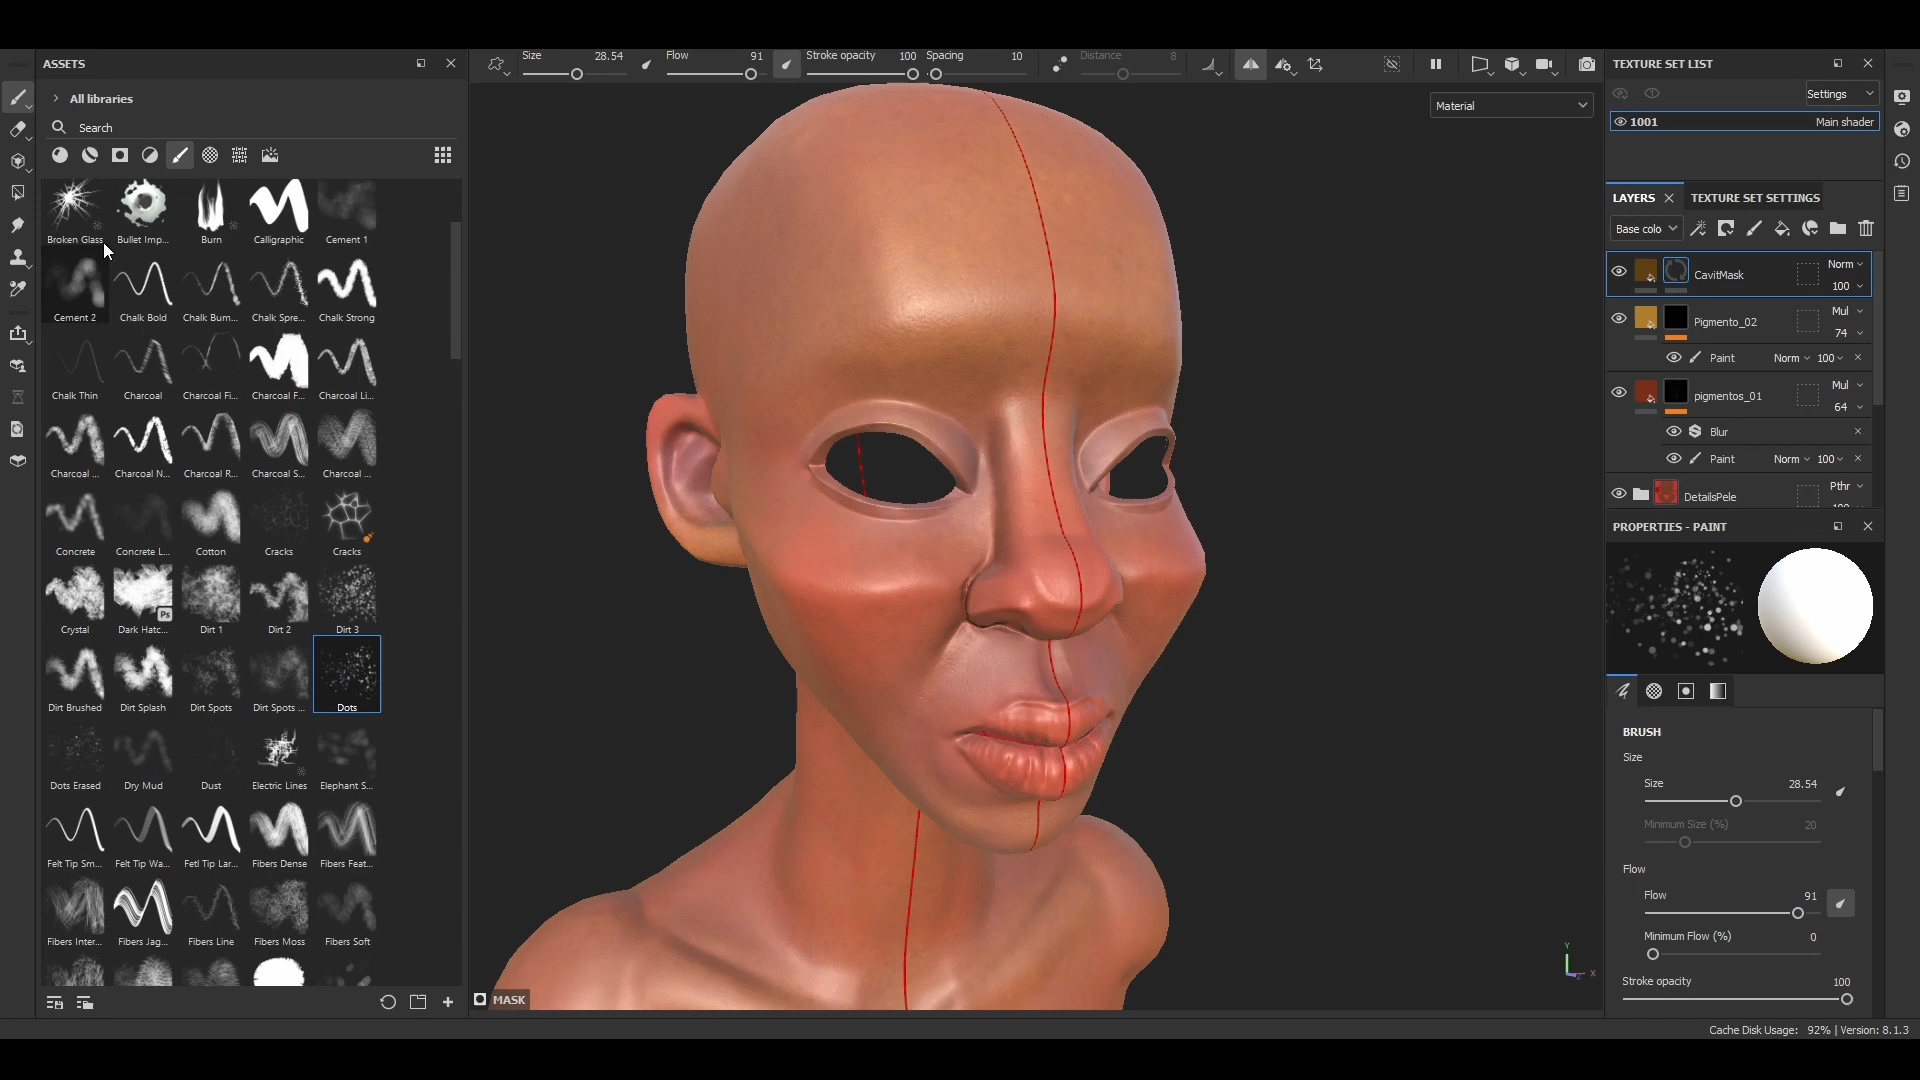 ASSETS
All libraries
Search
Broken Glass
Bullet Imp...
Burn
Calligraphic
Cement 1
Cement 2
Chalk Bold
Chalk Bum...
Chalk Spre...
Chalk Strong
Chalk Thin
Charcoal
Charcoal Fi...
Charcoal F...
Charcoal Li...
Charcoal ...
Charcoal N...
Charcoal R...
Charcoal S...
Charcoal ...
Concrete
Concrete L...
Cotton
Cracks
Cracks
Crystal
Dark Hatc...
Ps
Dirt 1
Dirt 2
Dirt 3
Dirt Brushed
Dirt Splash
Dirt Spots
Dirt Spots ...
Dots
Dots Erased
Dry Mud
Dust
Electric Lines
Elephant S...
Felt Tip Sm...
Felt Tip Wa...
Fetl Tip Lar...
Fibers Dense
Fibers Feat...
Fibers Inter...
Fibers Jag...
Fibers Line
Fibers Moss
Fibers Soft
Size 28.54
Flow 91
Stroke opacity 100
Spacing 10
Distance 8
Material
MASK
Y
X
TEXTURE SET LIST
Settings
1001 Main shader
LAYERS
TEXTURE SET SETTINGS
Base colo
CavitMask Norm 100
Pigmento_02 Mul 74
Paint Norm 100
pigmentos_01 Mul 64
Blur
Paint Norm 100
DetailsPele Pthr
PROPERTIES - PAINT
BRUSH
Size
Size 28.54
Minimum Size (%) 20
Flow
Flow 91
Minimum Flow (%) 0
Stroke opacity 100
Cache Disk Usage: 92% | Version: 8.1.3